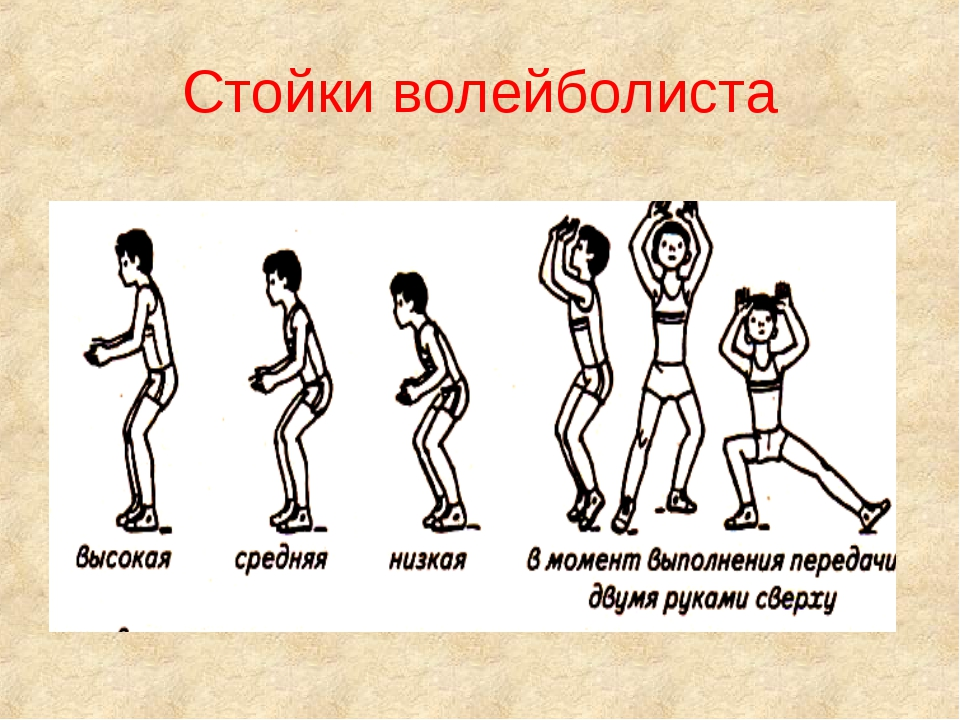 Стойки волейболиста
высокая средняя низкая в момент выполнения передачи
двумя руками сверху